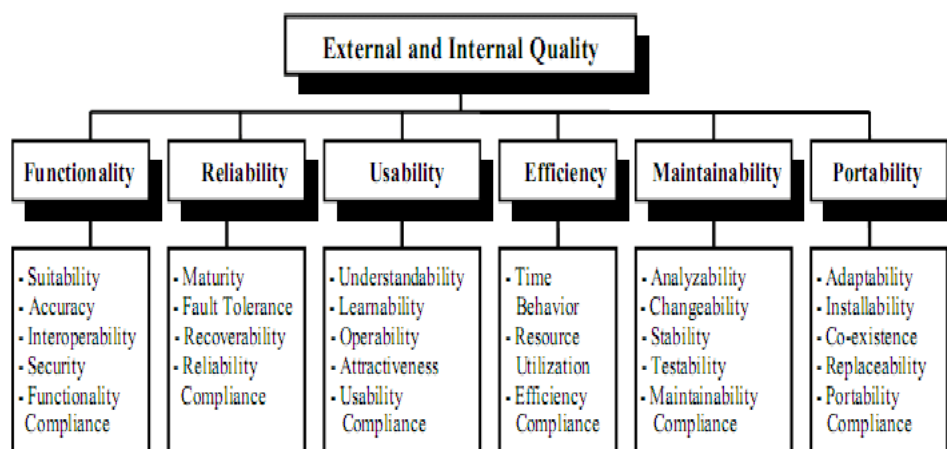 External and Internal Quality
Functionality
Reliability
Usability
Efficiency
Maintainability
Portability
- Suitability
- Accuracy
- Interoperability
- Security
- Functionality
Compliance
- Maturity
- Fault Tolerance
- Recoverability
- Reliability
Compliance
- Understandability
- Learnability
- Operability
- Attractiveness
- Usability
Compliance
- Time
Behavior
- Resource
Utilization
- Efficiency
Compliance
- Analyzability
- Changeability
- Stability
- Testability
- Maintainability
Compliance
- Adaptability
- Installability
- Co-existence
- Replaceability
- Portability
Compliance